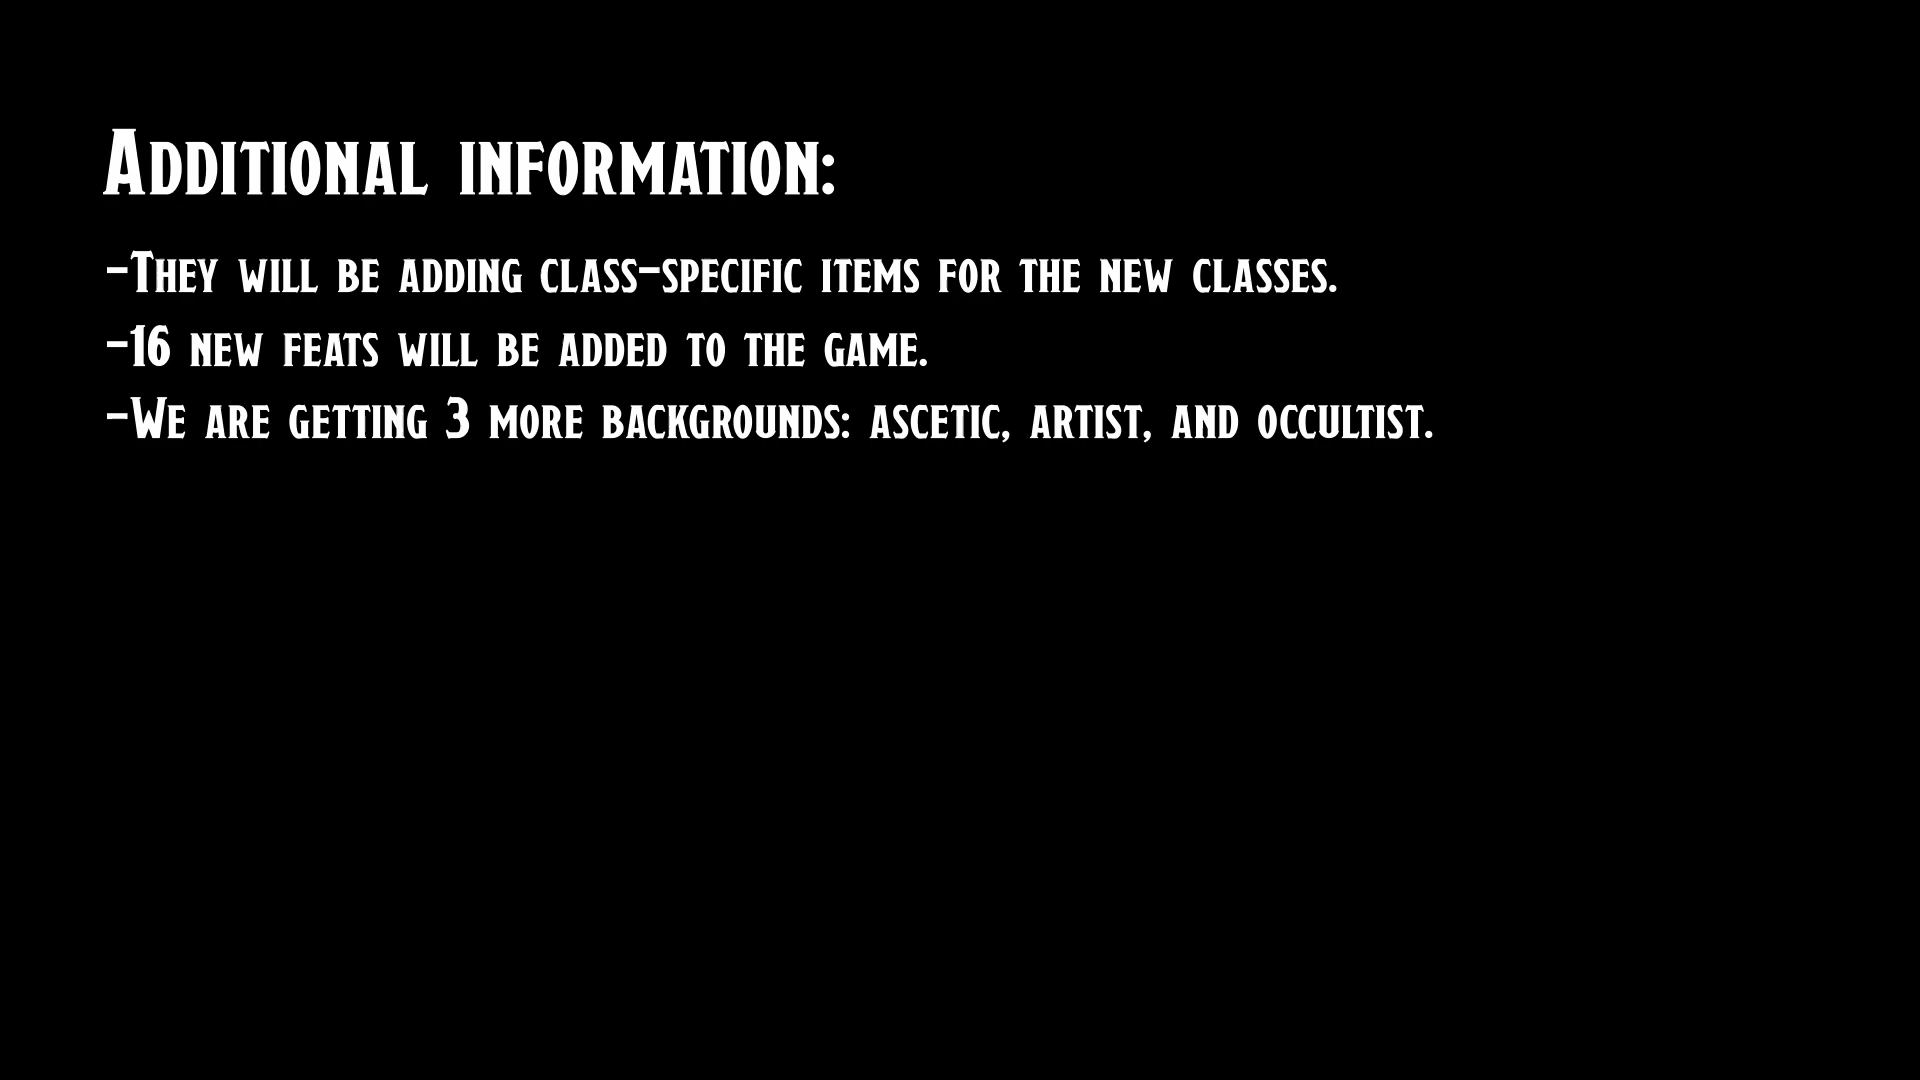 Additional information:
-They will be adding class-specific items for the new classes.
-16 new feats will be added to the game.
-We are getting 3 more backgrounds: ascetic, artist, and occultist.